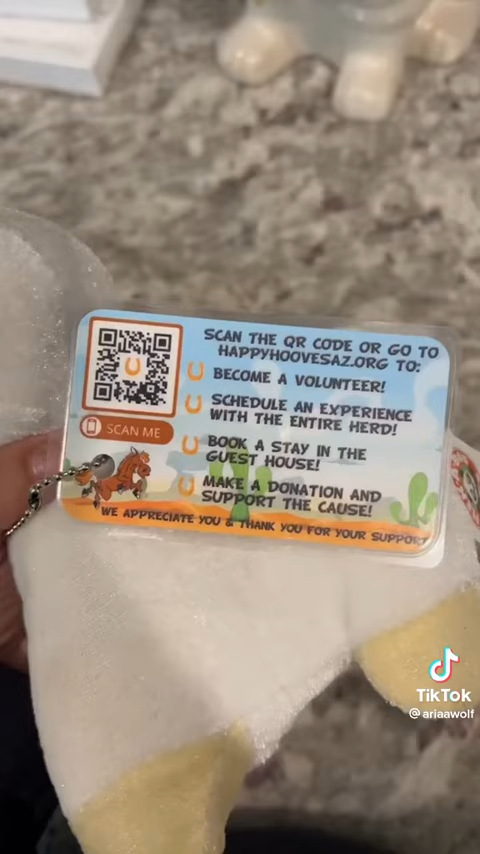 SCAN THE QR CODE OR GO TO
HAPPYHOOVESAZ.ORG TO:
BECOME A VOLUNTEER!
SCHEDULE AN EXPERIENCE
WITH THE ENTIRE HERD!
BOOK A STAY IN THE
GUEST HOUSE!
MAKE A DONATION AND
SUPPORT THE CAUSE!
SCAN ME
WE APPRECIATE YOU & THANK YOU FOR YOUR SUPPORT
TikTok
@ariaawolf